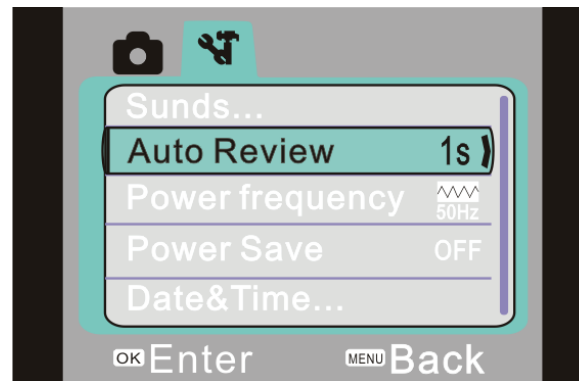 Sunds...
Auto Review 1s
Power frequency 50Hz
Power Save OFF
Date&Time...
OK Enter MENU Back